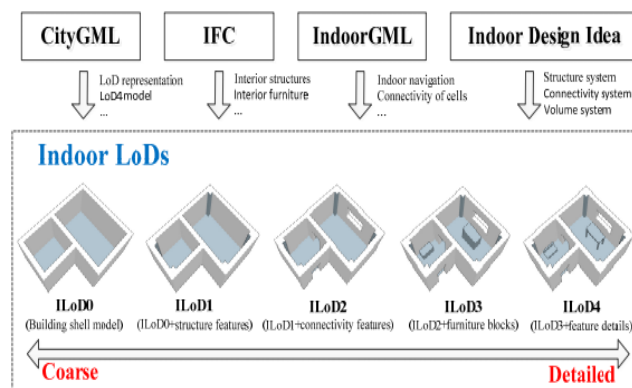 CityGML
IFC
IndoorGML
Indoor Design Idea
LoD representation
LoD4model
...
Interior structures
Interior furniture
...
Indoor navigation
Connectivity of cells
...
Structure system
Connectivity system
Volume system
Indoor LoDs
ILoD0
(Building shell model)
ILoD1
(ILoD0+structure features)
ILoD2
(ILoD1+connectivity features)
ILoD3
(ILoD2+furniture blocks)
ILoD4
(ILoD3+feature details)
Coarse
Detailed